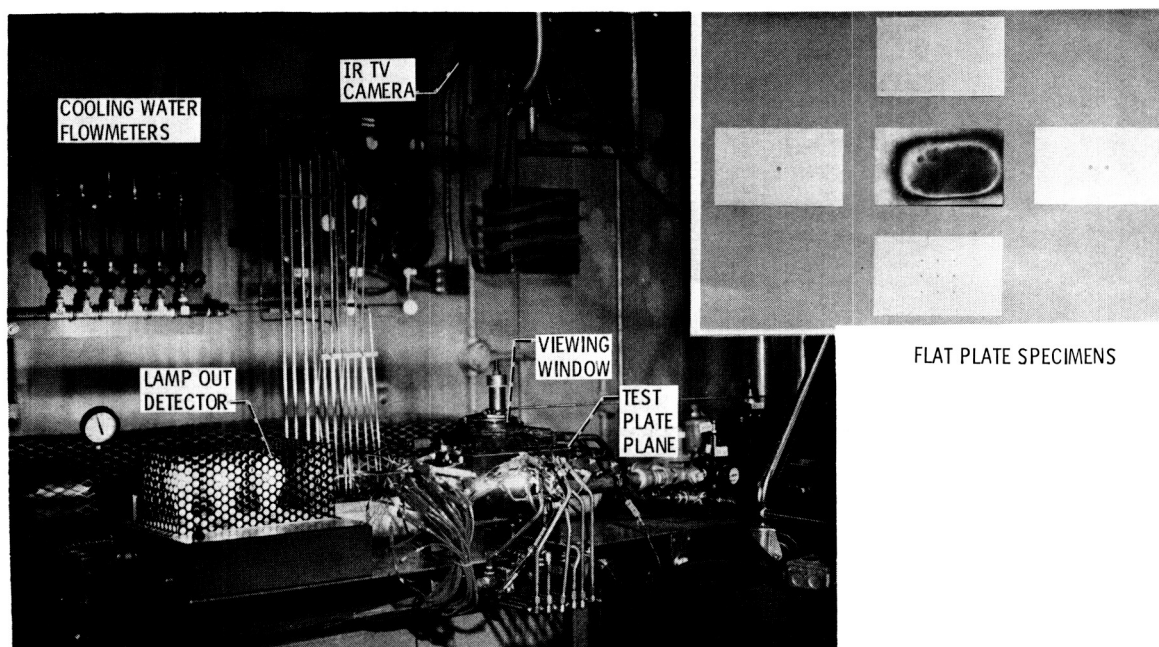 IR TV
CAMERA
COOLING WATER
FLOWMETERS
VIEWING
WINDOW
LAMP OUT
DETECTOR
TEST
PLATE
PLANE
FLAT PLATE SPECIMENS